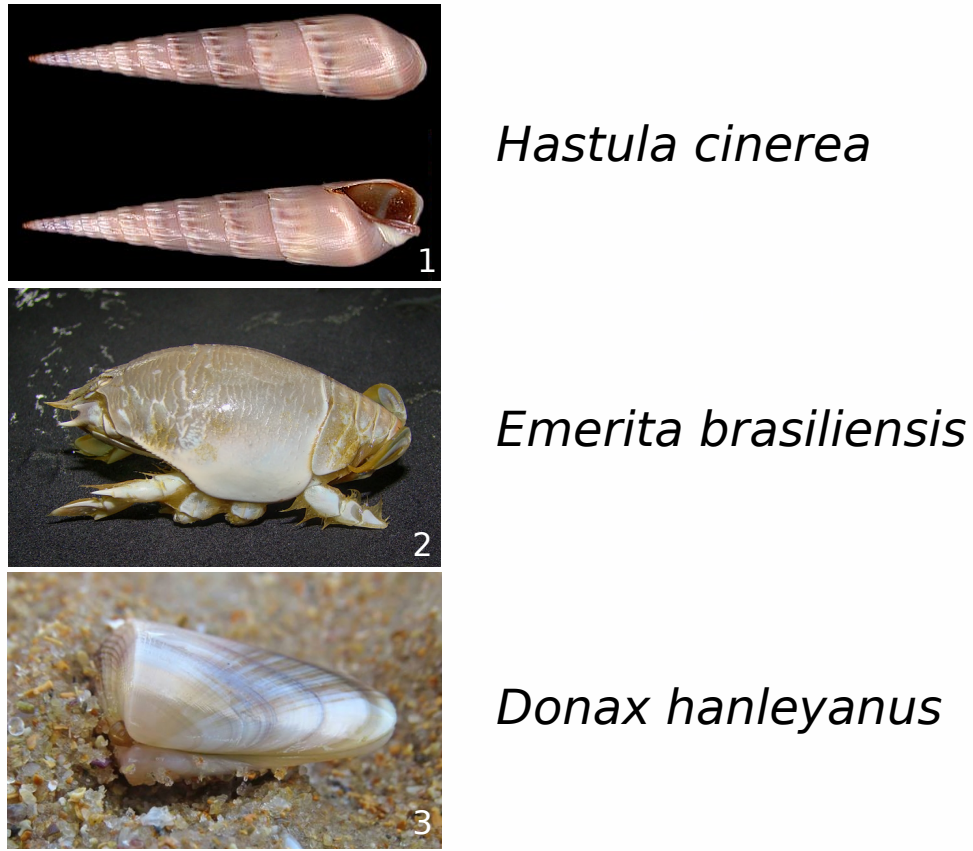 Hastula cinerea
1
Emerita brasiliensis
2
Donax hanleyanus
3